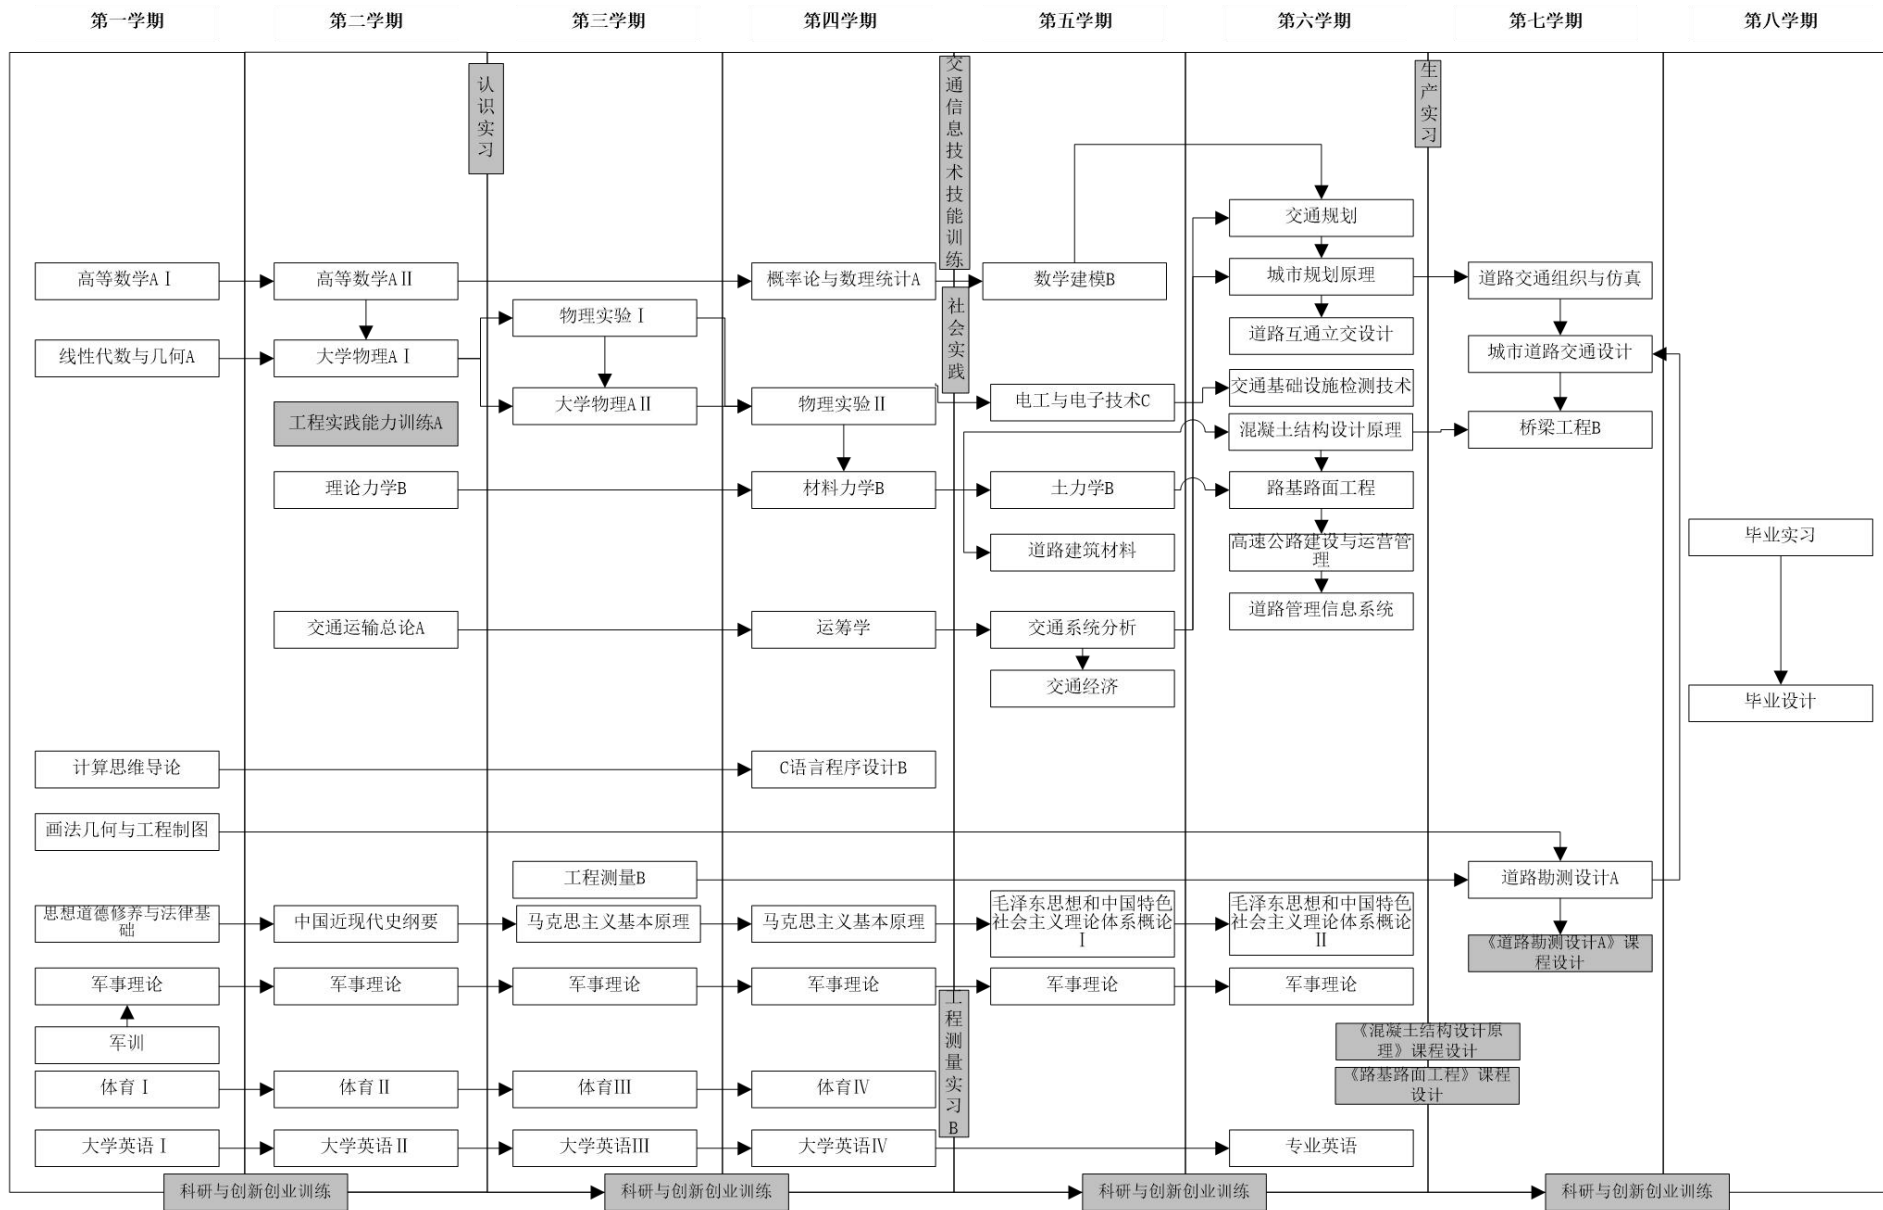 第一学期
第二学期
第三学期
第四学期
第五学期
第六学期
第七学期
第八学期
认识实习
交通信息技术技能训练
生产实习
交通规划
高等数学AⅠ
高等数学AⅡ
概率论与数理统计A
数学建模B
城市规划原理
道路交通组织与仿真
社会实践
物理实验Ⅰ
道路互通立交设计
线性代数与几何A
大学物理AⅠ
城市道路交通设计
交通基础设施检测技术
大学物理AⅡ
物理实验Ⅱ
电工与电子技术C
工程实践能力训练A
混凝土结构设计原理
桥梁工程B
理论力学B
材料力学B
土力学B
路基路面工程
道路建筑材料
高速公路建设与运营管
理
毕业实习
道路管理信息系统
交通运输总论A
运筹学
交通系统分析
交通经济
毕业设计
计算思维导论
C语言程序设计B
画法几何与工程制图
工程测量B
道路勘测设计A
思想道德修养与法律基
础
中国近现代史纲要
马克思主义基本原理
马克思主义基本原理
毛泽东思想和中国特色
社会主义理论体系概论
Ⅰ
毛泽东思想和中国特色
社会主义理论体系概论
Ⅱ
《道路勘测设计A》课
程设计
军事理论
军事理论
军事理论
军事理论
军事理论
军事理论
工程测量实习B
军训
《混凝土结构设计原
理》课程设计
体育Ⅰ
体育Ⅱ
体育Ⅲ
体育Ⅳ
《路基路面工程》课程
设计
大学英语Ⅰ
大学英语Ⅱ
大学英语Ⅲ
大学英语Ⅳ
专业英语
科研与创新创业训练
科研与创新创业训练
科研与创新创业训练
科研与创新创业训练